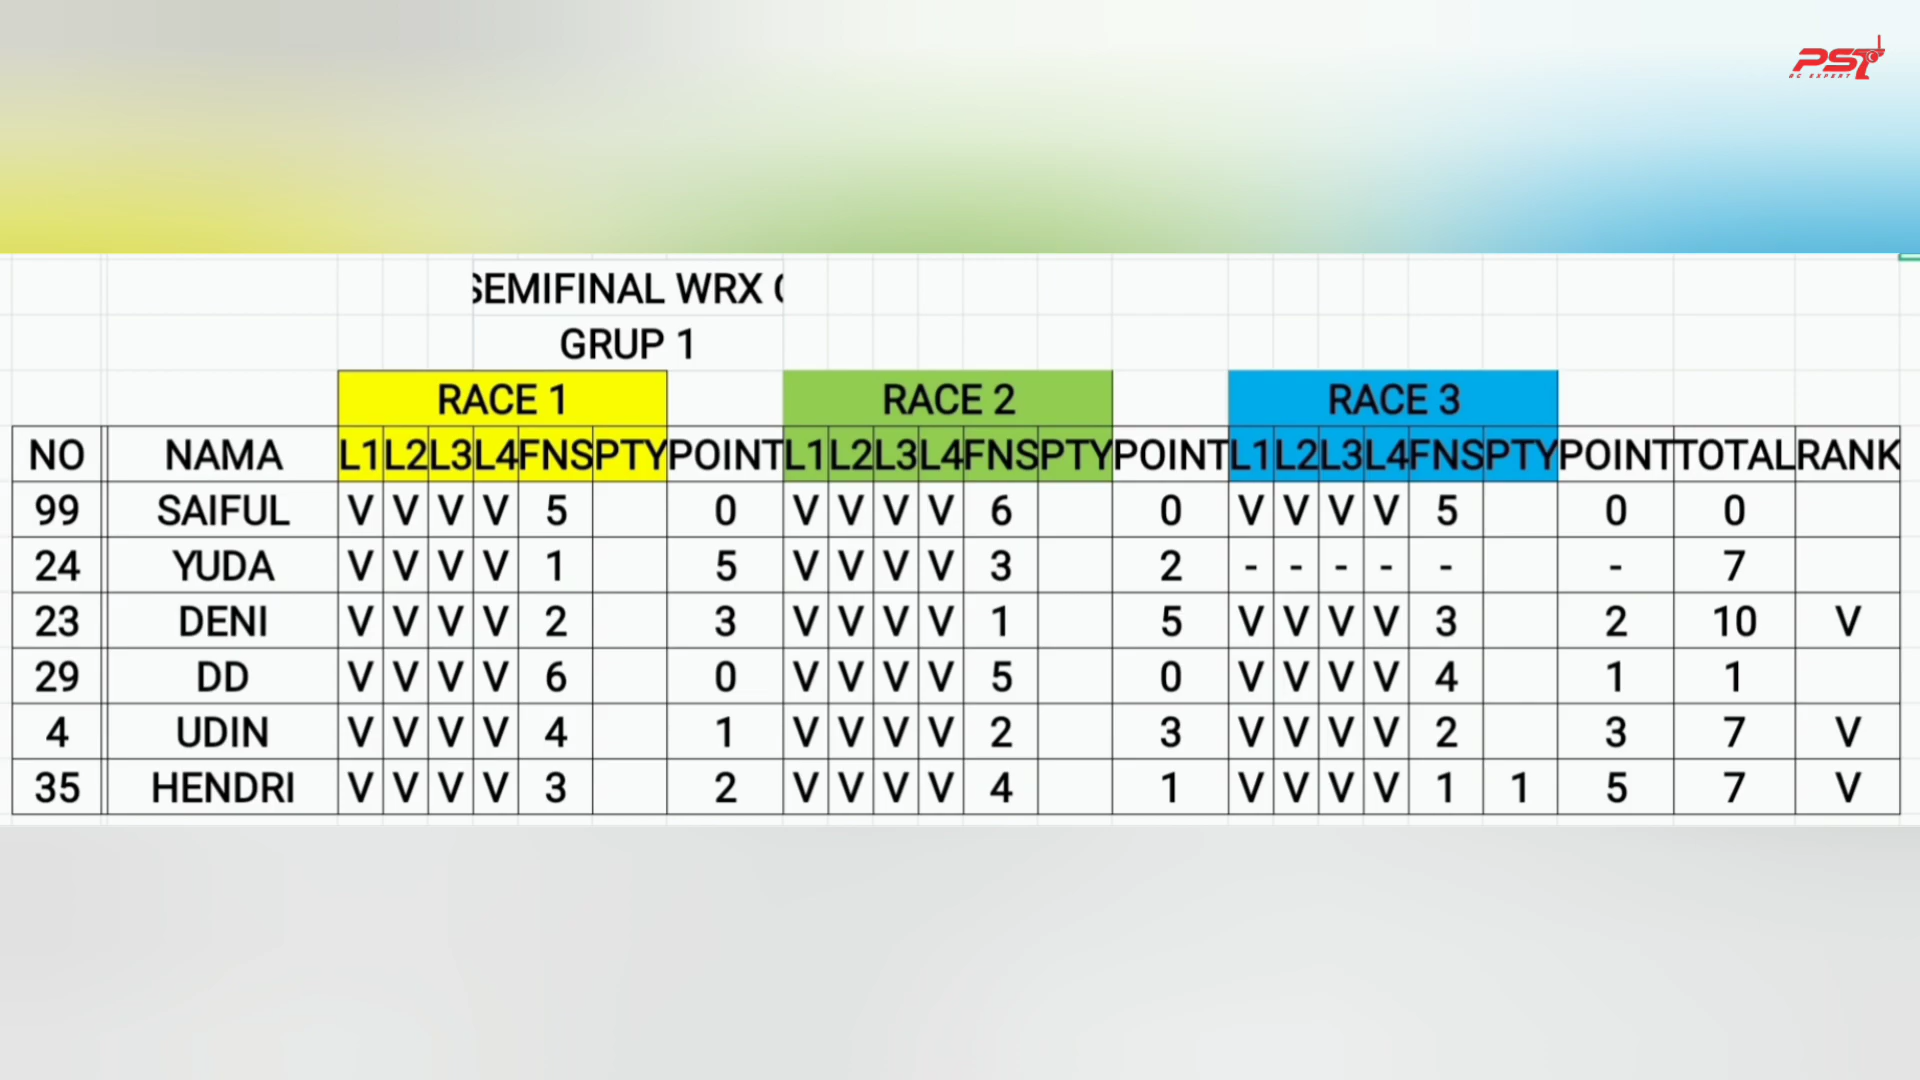 PST
RC EXPERT
SEMIFINAL WRX
GRUP 1
RACE 1 RACE 2 RACE 3
NO NAMA L1 L2 L3 L4 FNS PTY POINT L1 L2 L3 L4 FNS PTY POINT L1 L2 L3 L4 FNS PTY POINT TOTAL RANK
99 SAIFUL V V V V 5 0 V V V V 6 0 V V V V 5 0 0
24 YUDA V V V V 1 5 V V V V 3 2 - - - - - - 7
23 DENI V V V V 2 3 V V V V 1 5 V V V V 3 2 10 V
29 DD V V V V 6 0 V V V V 5 0 V V V V 4 1 1
4 UDIN V V V V 4 1 V V V V 2 3 V V V V 2 3 7 V
35 HENDRI V V V V 3 2 V V V V 4 1 V V V V 1 1 5 7 V